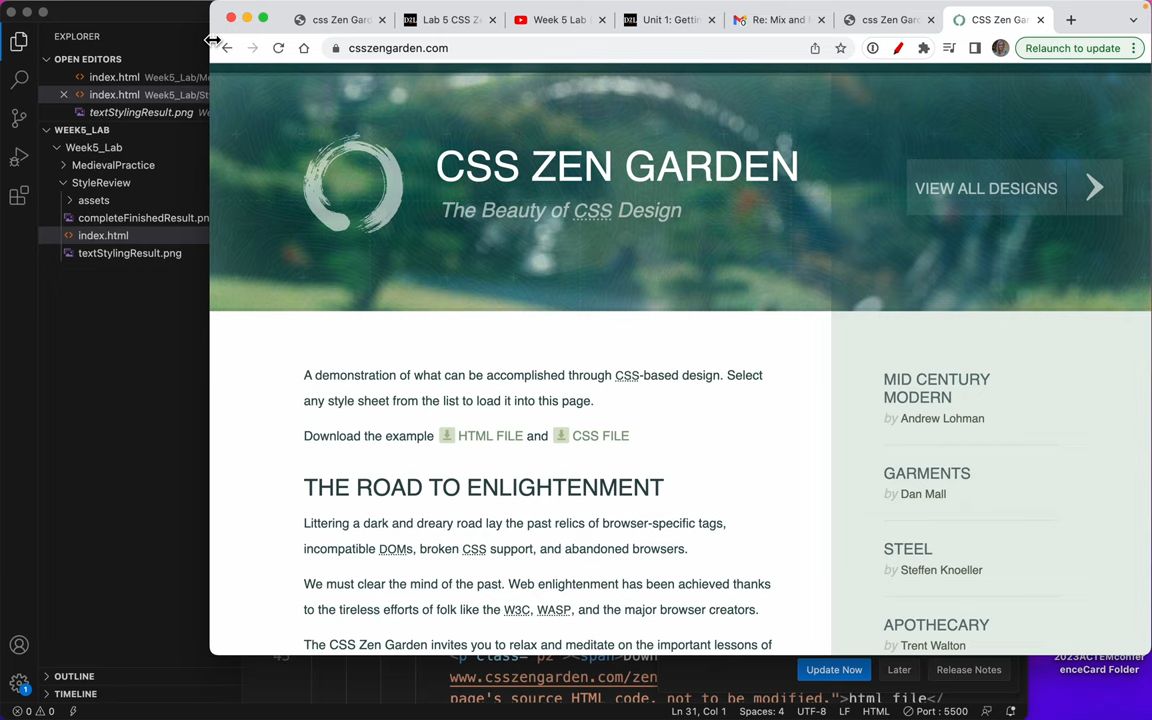 EXPLORER
OPEN EDITORS
index.html Week5_Lab/Me
index.html Week5_Lab/St
textStylingResult.png We
WEEK5_LAB
Week5_Lab
MedievalPractice
StyleReview
assets
completeFinishedResult.pn
index.html
textStylingResult.png
OUTLINE
TIMELINE
1
0 0
css Zen Gard
D2L Lab 5 CSS Z
Week 5 Lab
D2L Unit 1: Gettin
Re: Mix and
css Zen Gar
CSS Zen Gar
csszengarden.com
Relaunch to update
CSS ZEN GARDEN
The Beauty of CSS Design
VIEW ALL DESIGNS
A demonstration of what can be accomplished through CSS-based design. Select
any style sheet from the list to load it into this page.
Download the example HTML FILE and CSS FILE
THE ROAD TO ENLIGHTENMENT
Littering a dark and dreary road lay the past relics of browser-specific tags,
incompatible DOMs, broken CSS support, and abandoned browsers.
We must clear the mind of the past. Web enlightenment has been achieved thanks
to the tireless efforts of folk like the W3C, WASP, and the major browser creators.
The CSS Zen Garden invites you to relax and meditate on the important lessons of
MID CENTURY
MODERN
by Andrew Lohman
GARMENTS
by Dan Mall
STEEL
by Steffen Knoeller
APOTHECARY
by Trent Walton
<p class="p2"><span>Down
www.csszengarden.com/zen
page's source HTML code, not to be modified.">html file</
Update Now
Later
Release Notes
2023ACTEMconfer
enceCard Folder
Ln 31, Col 1 Spaces: 4 UTF-8 LF HTML Port : 5500